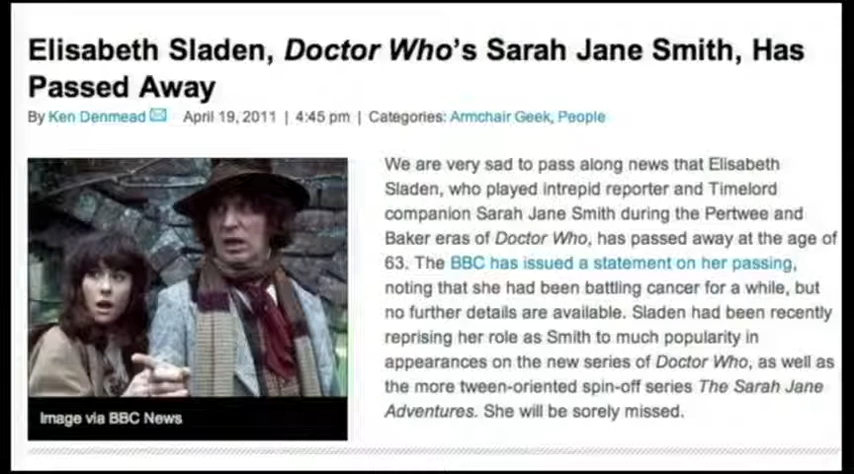 Elisabeth Sladen, Doctor Who's Sarah Jane Smith, Has
Passed Away
By Ken Denmead April 19, 2011 | 4:45 pm | Categories: Armchair Geek, People
We are very sad to pass along news that Elisabeth
Sladen, who played intrepid reporter and Timelord
companion Sarah Jane Smith during the Pertwee and
Baker eras of Doctor Who, has passed away at the age of
63. The BBC has issued a statement on her passing,
noting that she had been battling cancer for a while, but
no further details are available. Sladen had been recently
reprising her role as Smith to much popularity in
appearances on the new series of Doctor Who, as well as
the more tween-oriented spin-off series The Sarah Jane
Adventures. She will be sorely missed.
Image via BBC News